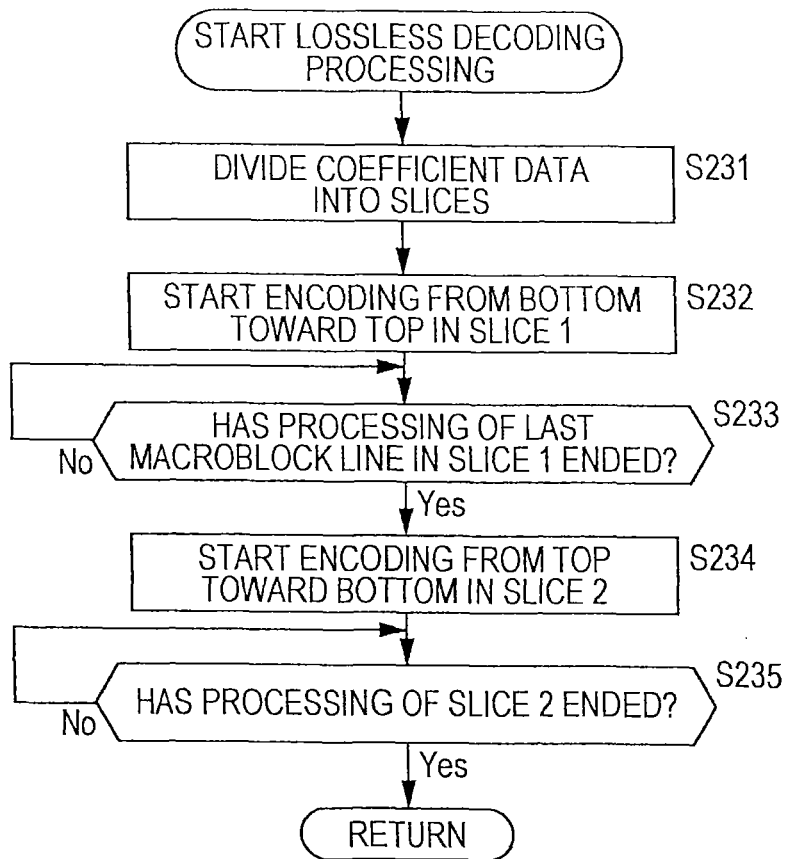 START LOSSLESS DECODING
PROCESSING
DIVIDE COEFFICIENT DATA
INTO SLICES
S231
START ENCODING FROM BOTTOM
TOWARD TOP IN SLICE 1
S232
HAS PROCESSING OF LAST
MACROBLOCK LINE IN SLICE 1 ENDED?
S233
No
Yes
START ENCODING FROM TOP
TOWARD BOTTOM IN SLICE 2
S234
HAS PROCESSING OF SLICE 2 ENDED?
S235
No
Yes
RETURN